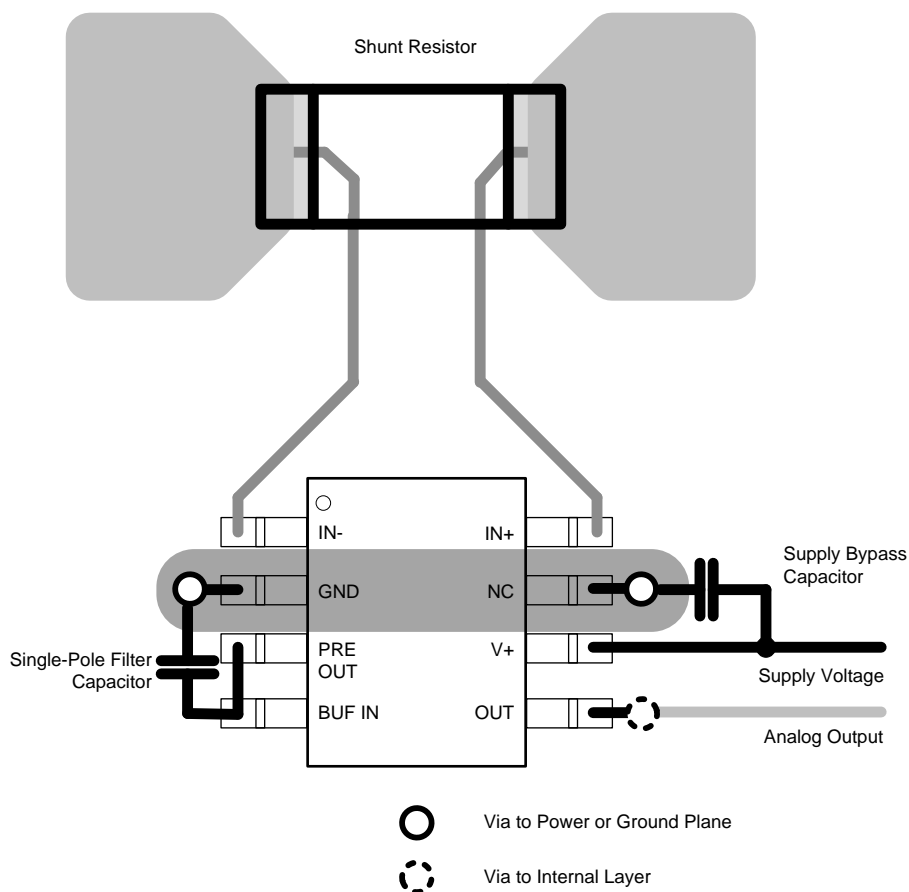 Shunt Resistor
IN-
IN+
GND
NC
Supply Bypass
Capacitor
PRE
OUT
V+
Single-Pole Filter
Capacitor
Supply Voltage
BUF IN
OUT
Analog Output
Via to Power or Ground Plane
Via to Internal Layer